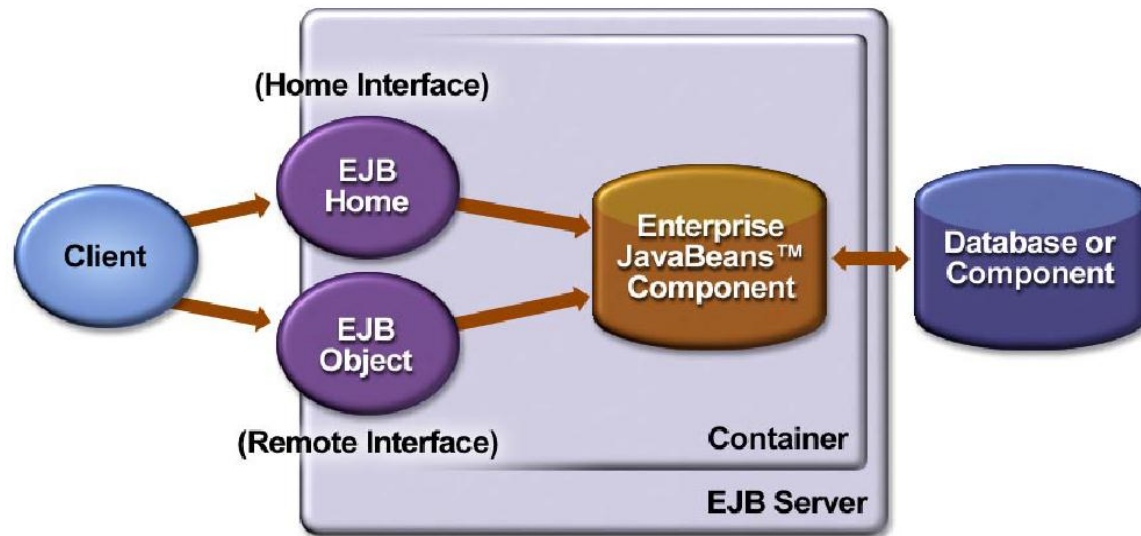 (Home Interface)
EJB
Home
Client
Enterprise
JavaBeans™
Component
Database or
Component
EJB
Object
(Remote Interface)
Container
EJB Server